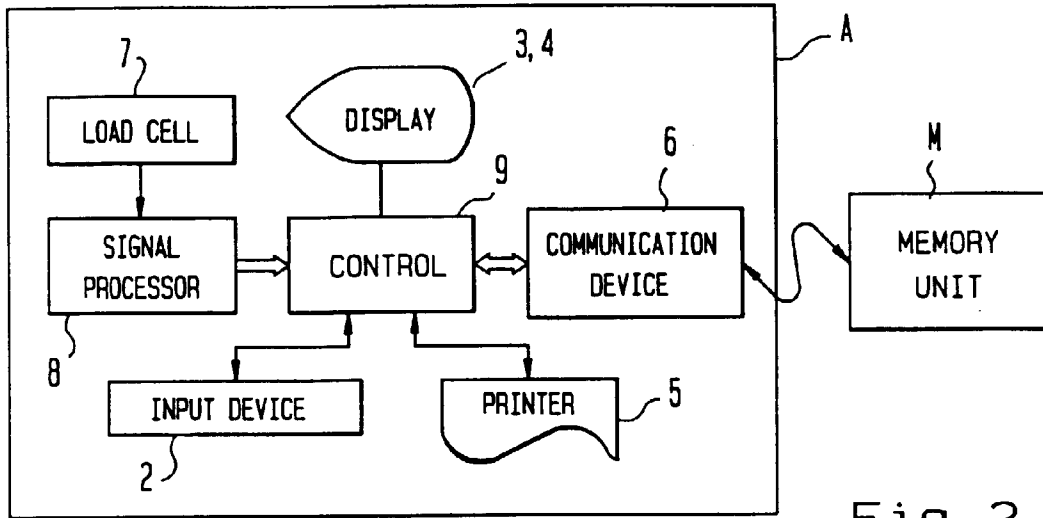 7
3, 4
A
LOAD CELL
DISPLAY
6
M
9
SIGNAL
PROCESSOR
CONTROL
COMMUNICATION
DEVICE
MEMORY
UNIT
8
INPUT DEVICE
PRINTER
5
2